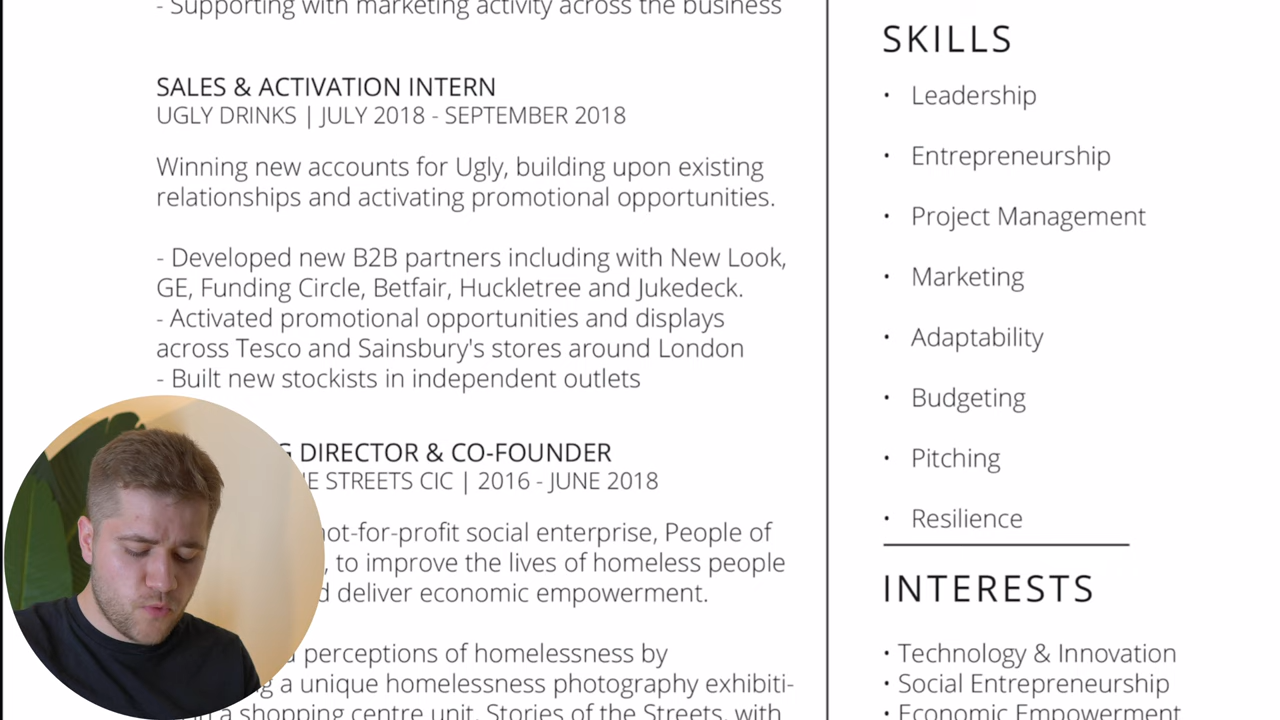 - Supporting with marketing activity across the business
SALES & ACTIVATION INTERN
UGLY DRINKS | JULY 2018 - SEPTEMBER 2018
Winning new accounts for Ugly, building upon existing
relationships and activating promotional opportunities.
- Developed new B2B partners including with New Look,
GE, Funding Circle, Betfair, Huckletree and Jukedeck.
- Activated promotional opportunities and displays
across Tesco and Sainsbury's stores around London
- Built new stockists in independent outlets
DIRECTOR & CO-FOUNDER
STREETS CIC | 2016 - JUNE 2018
not-for-profit social enterprise, People of
, to improve the lives of homeless people
deliver economic empowerment.
perceptions of homelessness by
a unique homelessness photography exhibiti-
in a shopping centre unit, Stories of the Streets, with
SKILLS
• Leadership
• Entrepreneurship
• Project Management
• Marketing
• Adaptability
• Budgeting
• Pitching
• Resilience
INTERESTS
• Technology & Innovation
• Social Entrepreneurship
• Economic Empowerment